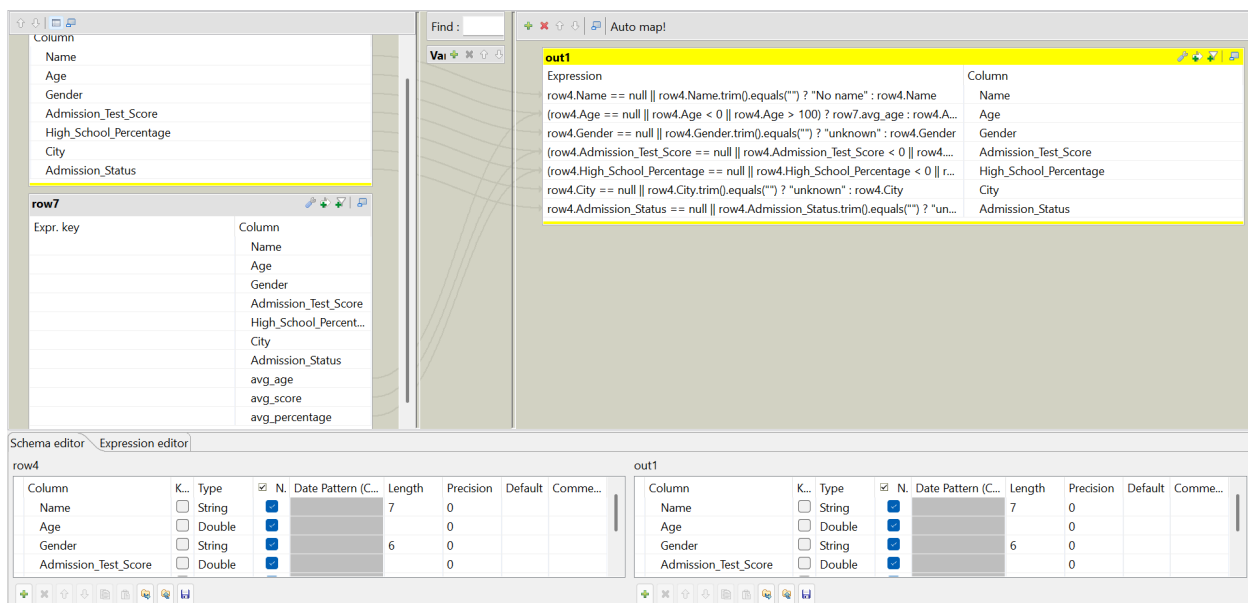 Find :
Auto map!
Column
Name
Age
Gender
Admission_Test_Score
High_School_Percentage
City
Admission_Status
row7
Expr. key Column
Name
Age
Gender
Admission_Test_Score
High_School_Percent...
City
Admission_Status
avg_age
avg_score
avg_percentage
Var
out1
Expression Column
row4.Name == null || row4.Name.trim().equals("") ? "No name" : row4.Name Name
(row4.Age == null || row4.Age < 0 || row4.Age > 100) ? row7.avg_age : row4.A... Age
row4.Gender == null || row4.Gender.trim().equals("") ? "unknown" : row4.Gender Gender
(row4.Admission_Test_Score == null || row4.Admission_Test_Score < 0 || row4.... Admission_Test_Score
(row4.High_School_Percentage == null || row4.High_School_Percentage < 0 || r... High_School_Percentage
row4.City == null || row4.City.trim().equals("") ? "unknown" : row4.City City
row4.Admission_Status == null || row4.Admission_Status.trim().equals("") ? "un... Admission_Status
Schema editor Expression editor
row4
Column K... Type N. Date Pattern (C... Length Precision Default Comme...
Name String 7 0
Age Double 0
Gender String 6 0
Admission_Test_Score Double 0
out1
Column K... Type N. Date Pattern (C... Length Precision Default Comme...
Name String 7 0
Age Double 0
Gender String 6 0
Admission_Test_Score Double 0